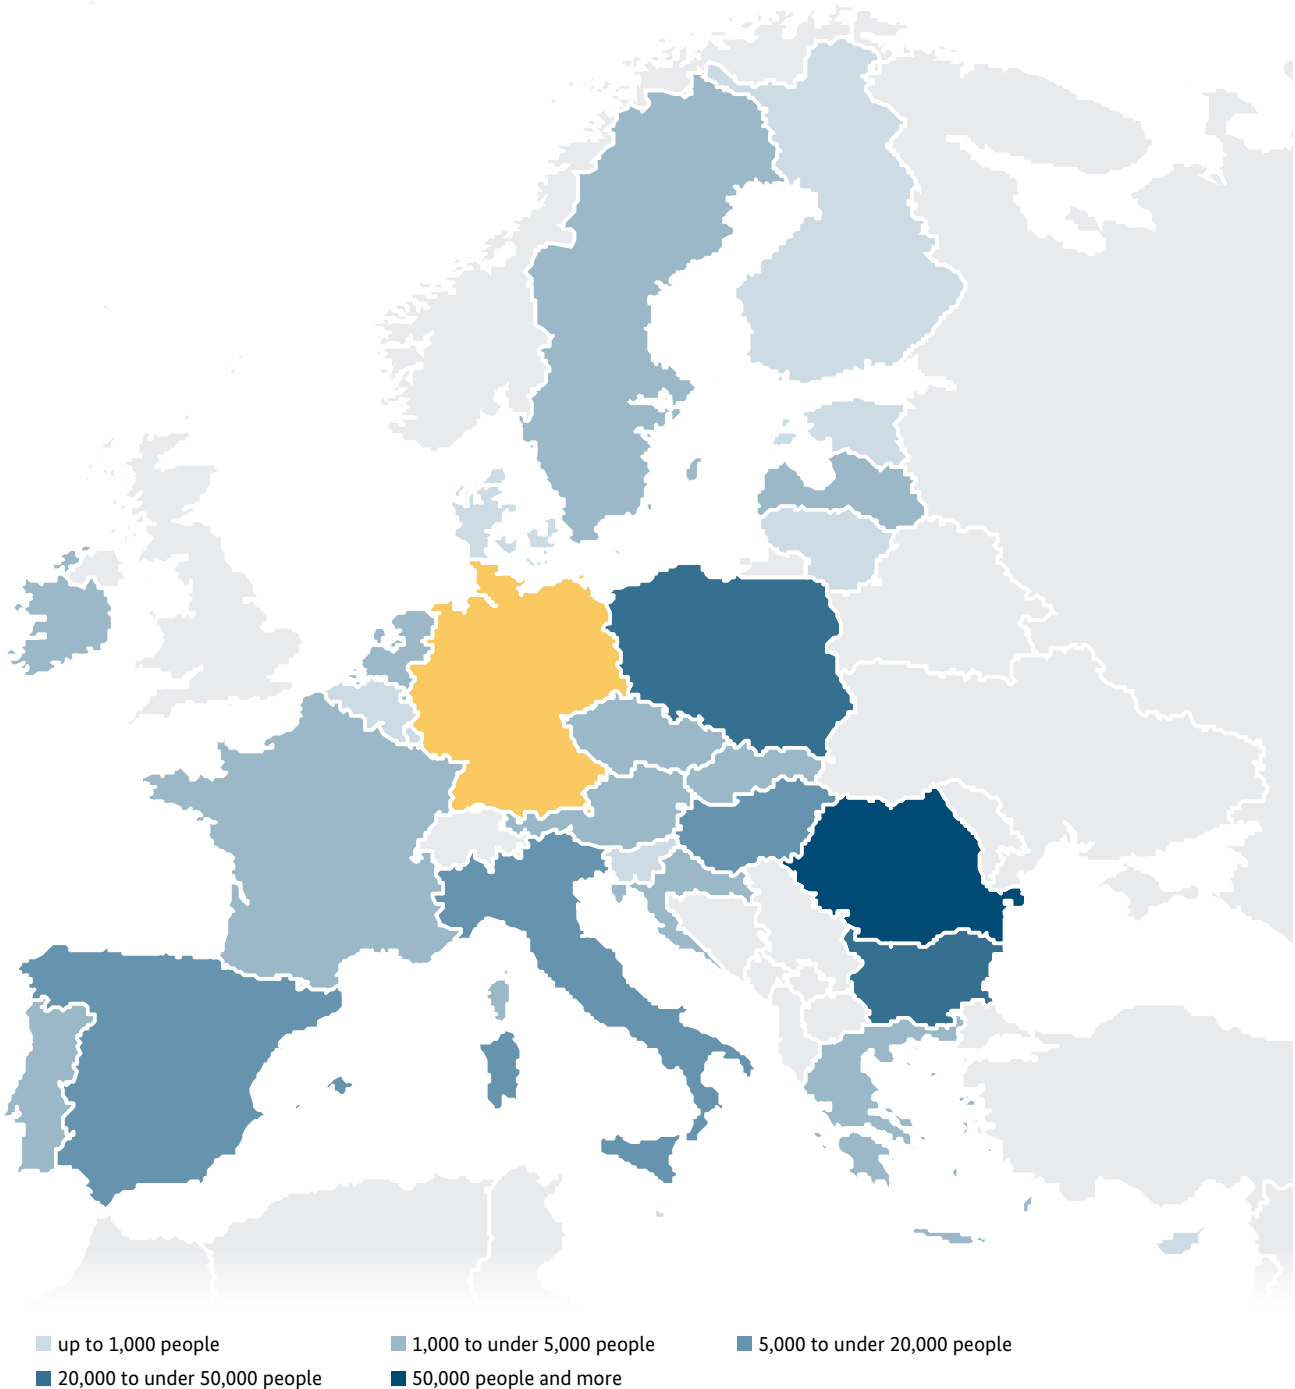 up to 1,000 people
1,000 to under 5,000 people
5,000 to under 20,000 people
20,000 to under 50,000 people
50,000 people and more